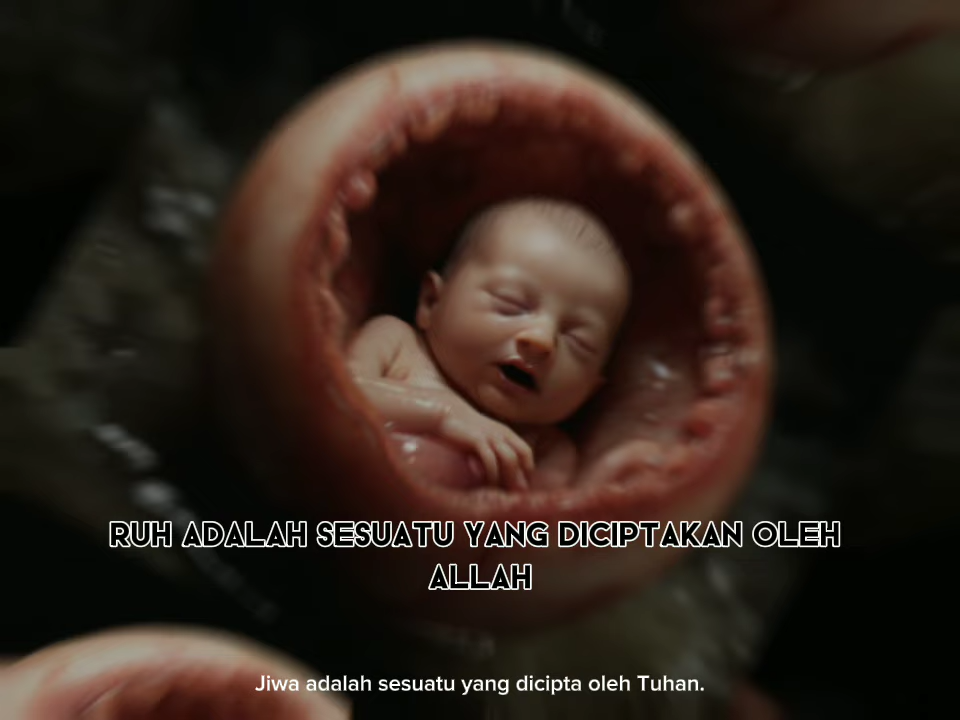 RUH ADALAH SESUATU YANG DICIPTAKAN OLEH
ALLAH
Jiwa adalah sesuatu yang dicipta oleh Tuhan.